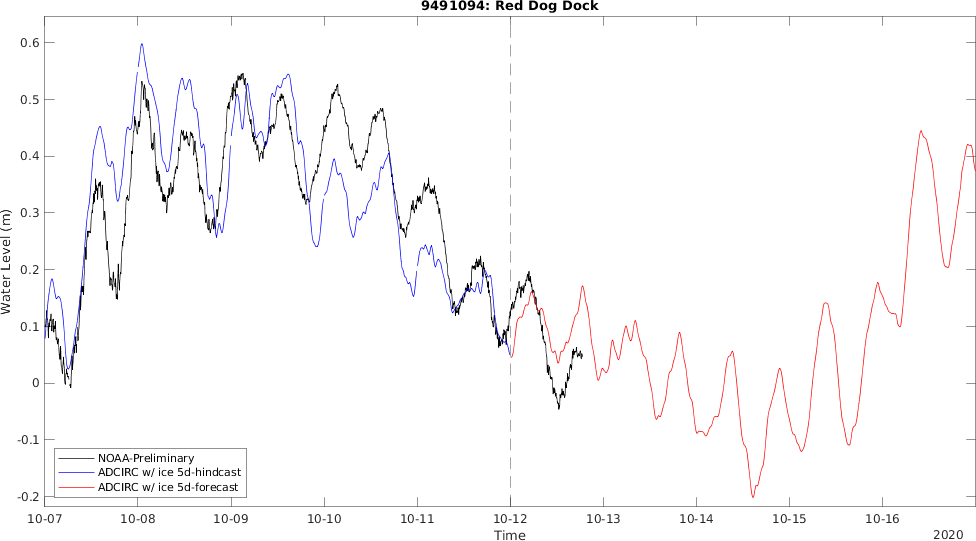 9491094: Red Dog Dock
Water Level (m)
0.6
0.5
0.4
0.3
0.2
0.1
0
-0.1
-0.2
NOAA-Preliminary
ADCIRC w/ ice 5d-hindcast
ADCIRC w/ ice 5d-forecast
10-07 10-08 10-09 10-10 10-11 10-12 10-13 10-14 10-15 10-16
Time
2020